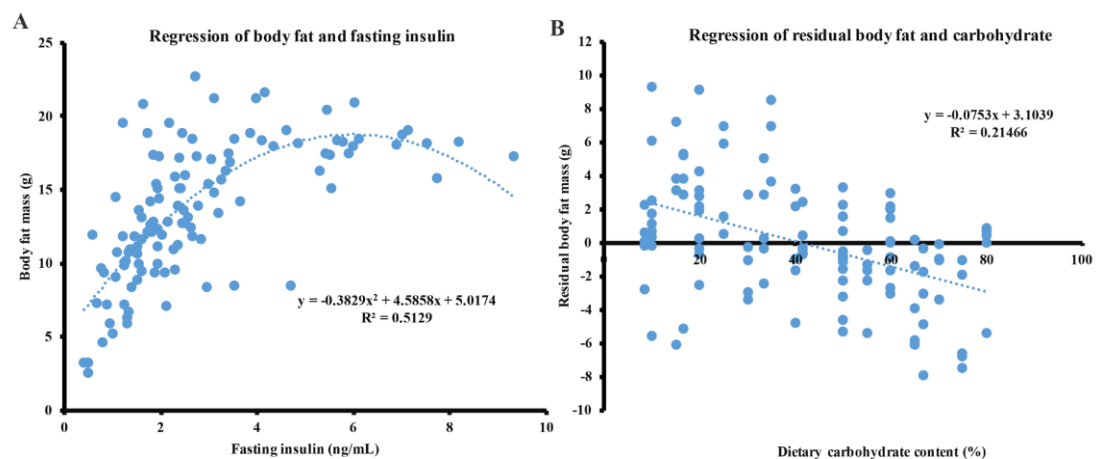 A
Regression of body fat and fasting insulin
25
20
15
10
5
0
0 2 4 6 8 10
Body fat mass (g)
Fasting insulin (ng/mL)
y = -0.3829x² + 4.5858x + 5.0174
R² = 0.5129
B
Regression of residual body fat and carbohydrate
12
10
8
6
4
2
0
-2
-4
-6
-8
-10
0 20 40 60 80 100
Residual body fat mass (g)
Dietary carbohydrate content (%)
y = -0.0753x + 3.1039
R² = 0.21466